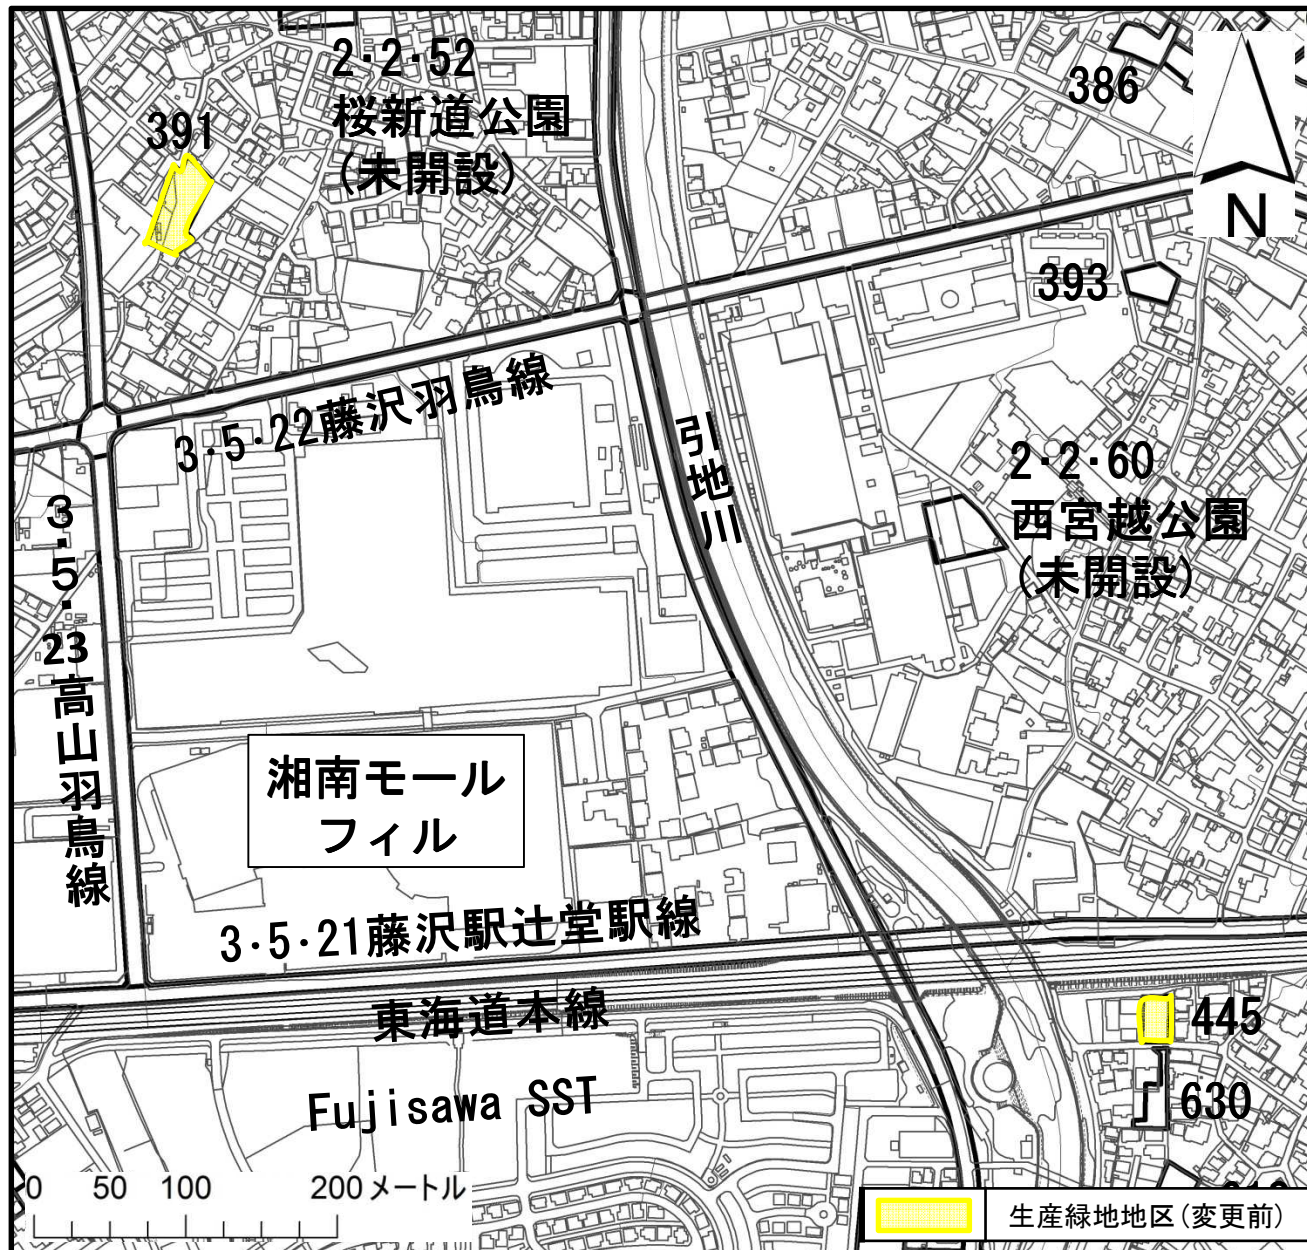 2・2・52
桜新道公園
(未開設)
386
391
N
393
3・5・22藤沢羽鳥線
引地川
2・2・60
西宮越公園
(未開設)
3・5・23高山羽鳥線
湘南モール
フィル
3・5・21藤沢駅辻堂駅線
東海道本線
445
Fujisawa SST
630
0 50 100 200メートル
生産緑地地区(変更前)